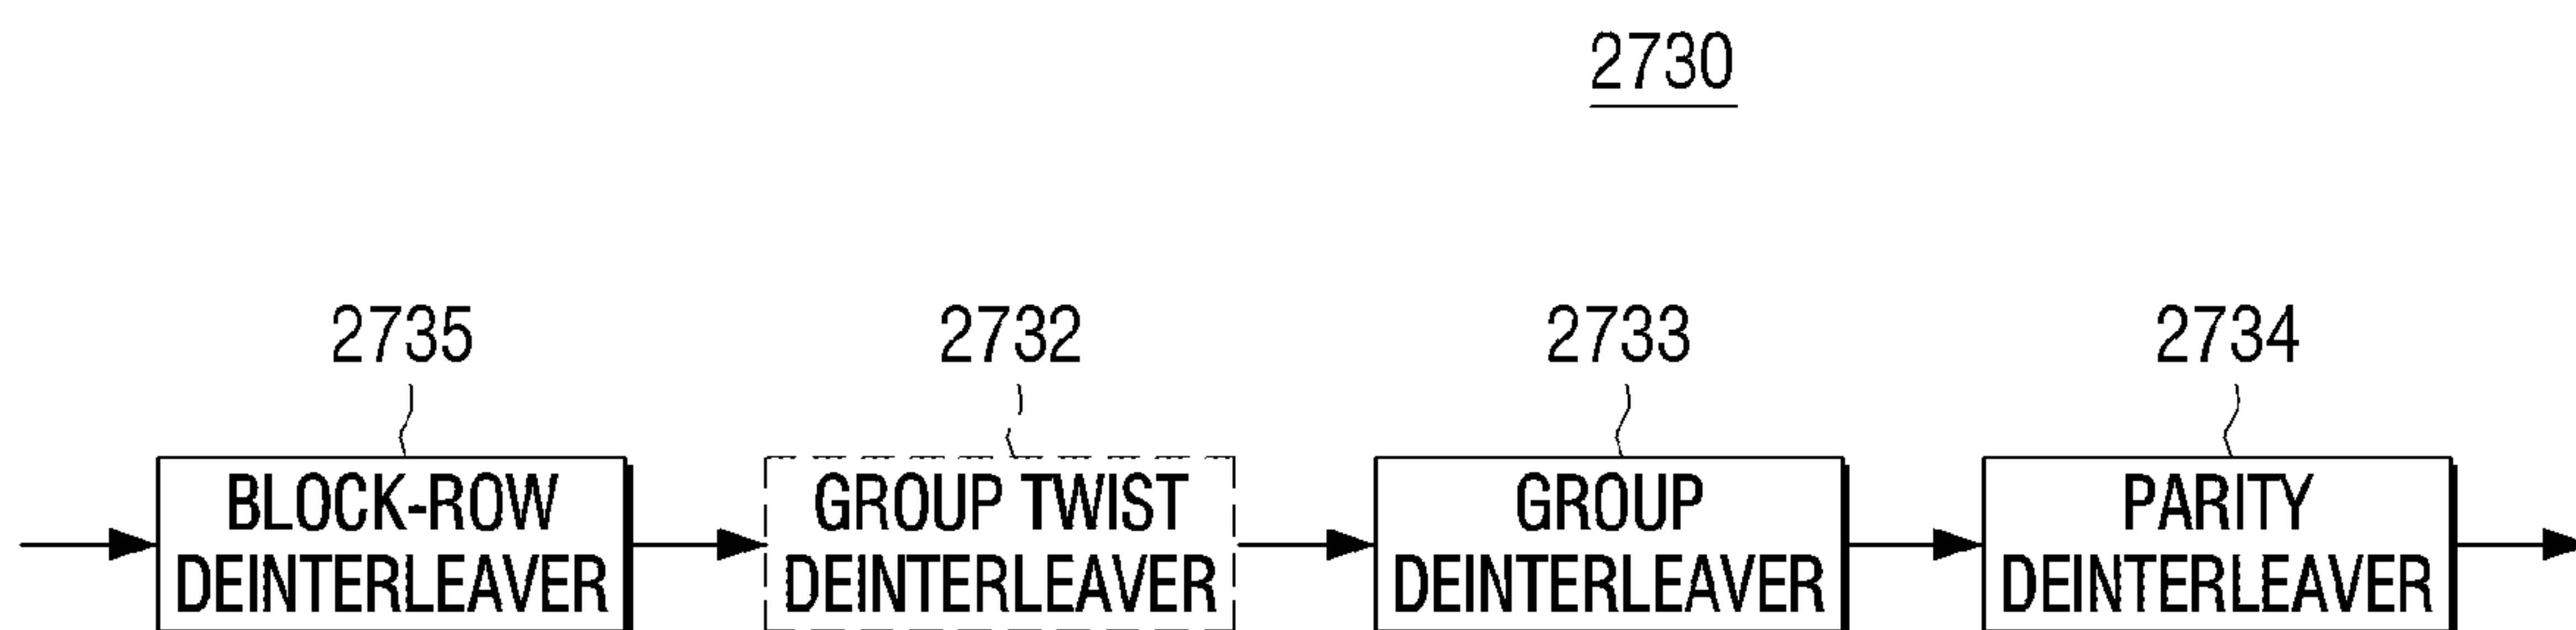 2730
2735
2732
2733
2734
BLOCK-ROW
DEINTERLEAVER
GROUP TWIST
DEINTERLEAVER
GROUP
DEINTERLEAVER
PARITY
DEINTERLEAVER